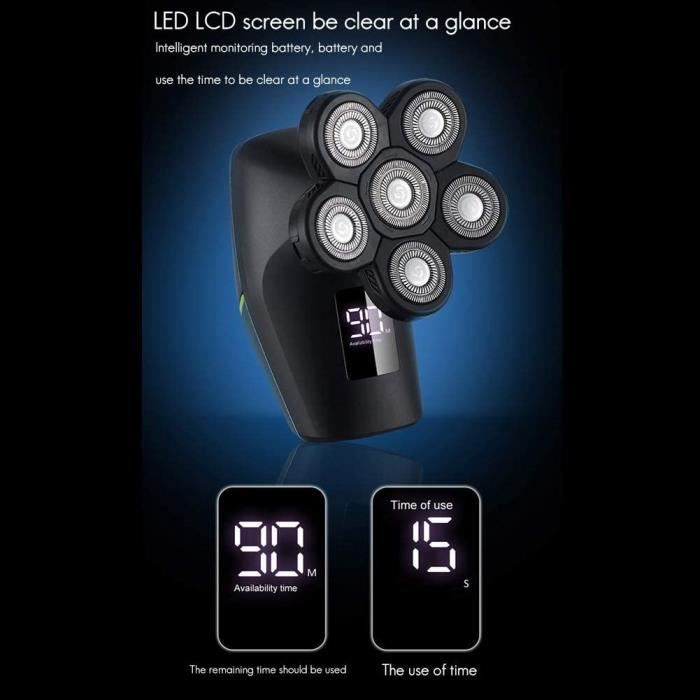 LED LCD screen be clear at a glance
Intelligent monitoring battery, battery and
use the time to be clear at a glance
90 M
Availability time
Time of use
90 M
15
Availability time
S
The remaining time should be used
The use of time